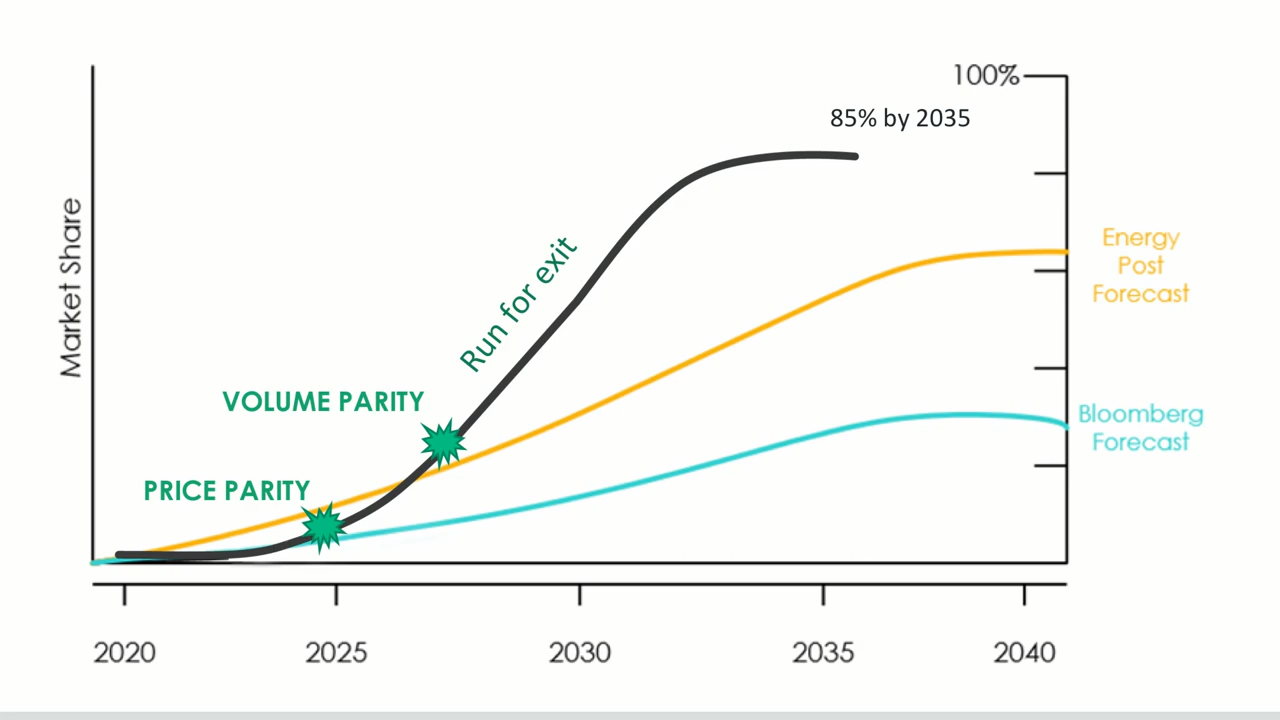 100%
85% by 2035
Market Share
Energy
Post
Forecast
Run for exit
VOLUME PARITY
Bloomberg
Forecast
PRICE PARITY
2020
2025
2030
2035
2040